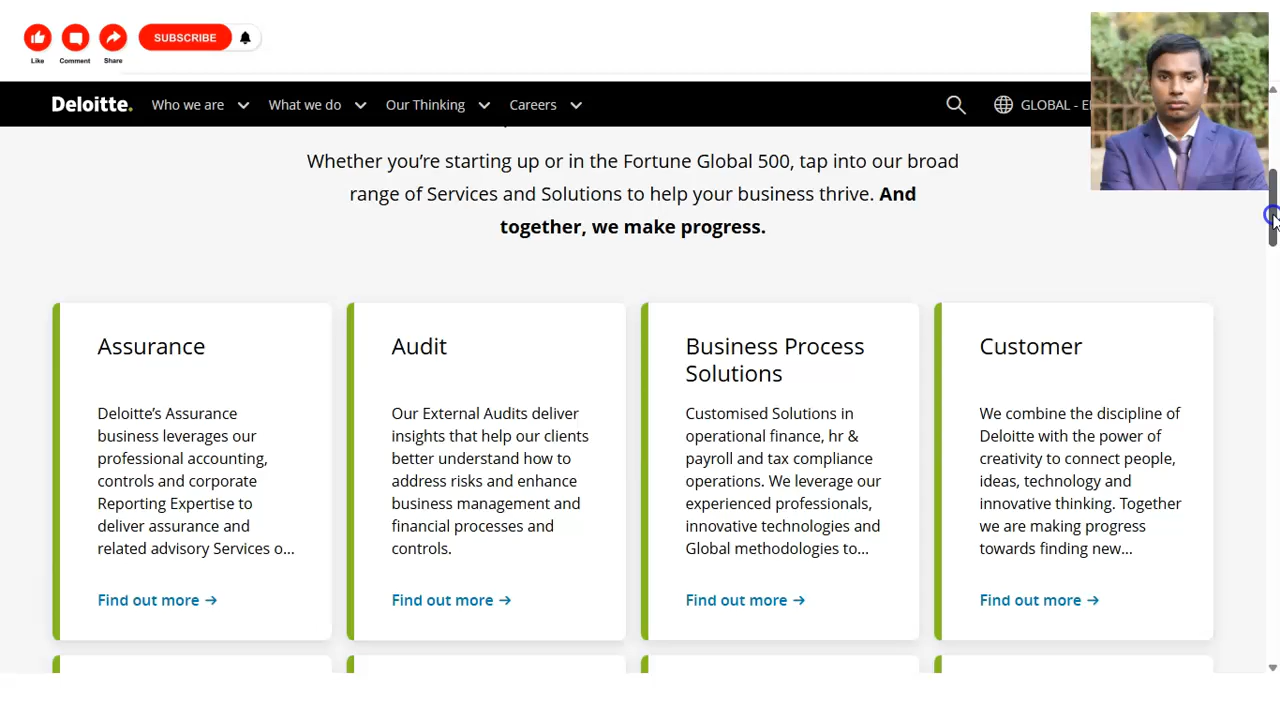 Like Comment Share SUBSCRIBE
Deloitte. Who we are What we do Our Thinking Careers GLOBAL -
Whether you're starting up or in the Fortune Global 500, tap into our broad
range of Services and Solutions to help your business thrive. And
together, we make progress.
Assurance
Deloitte's Assurance
business leverages our
professional accounting,
controls and corporate
Reporting Expertise to
deliver assurance and
related advisory Services o...
Find out more →
Audit
Our External Audits deliver
insights that help our clients
better understand how to
address risks and enhance
business management and
financial processes and
controls.
Find out more →
Business Process
Solutions
Customised Solutions in
operational finance, hr &
payroll and tax compliance
operations. We leverage our
experienced professionals,
innovative technologies and
Global methodologies to...
Find out more →
Customer
We combine the discipline of
Deloitte with the power of
creativity to connect people,
ideas, technology and
innovative thinking. Together
we are making progress
towards finding new...
Find out more →